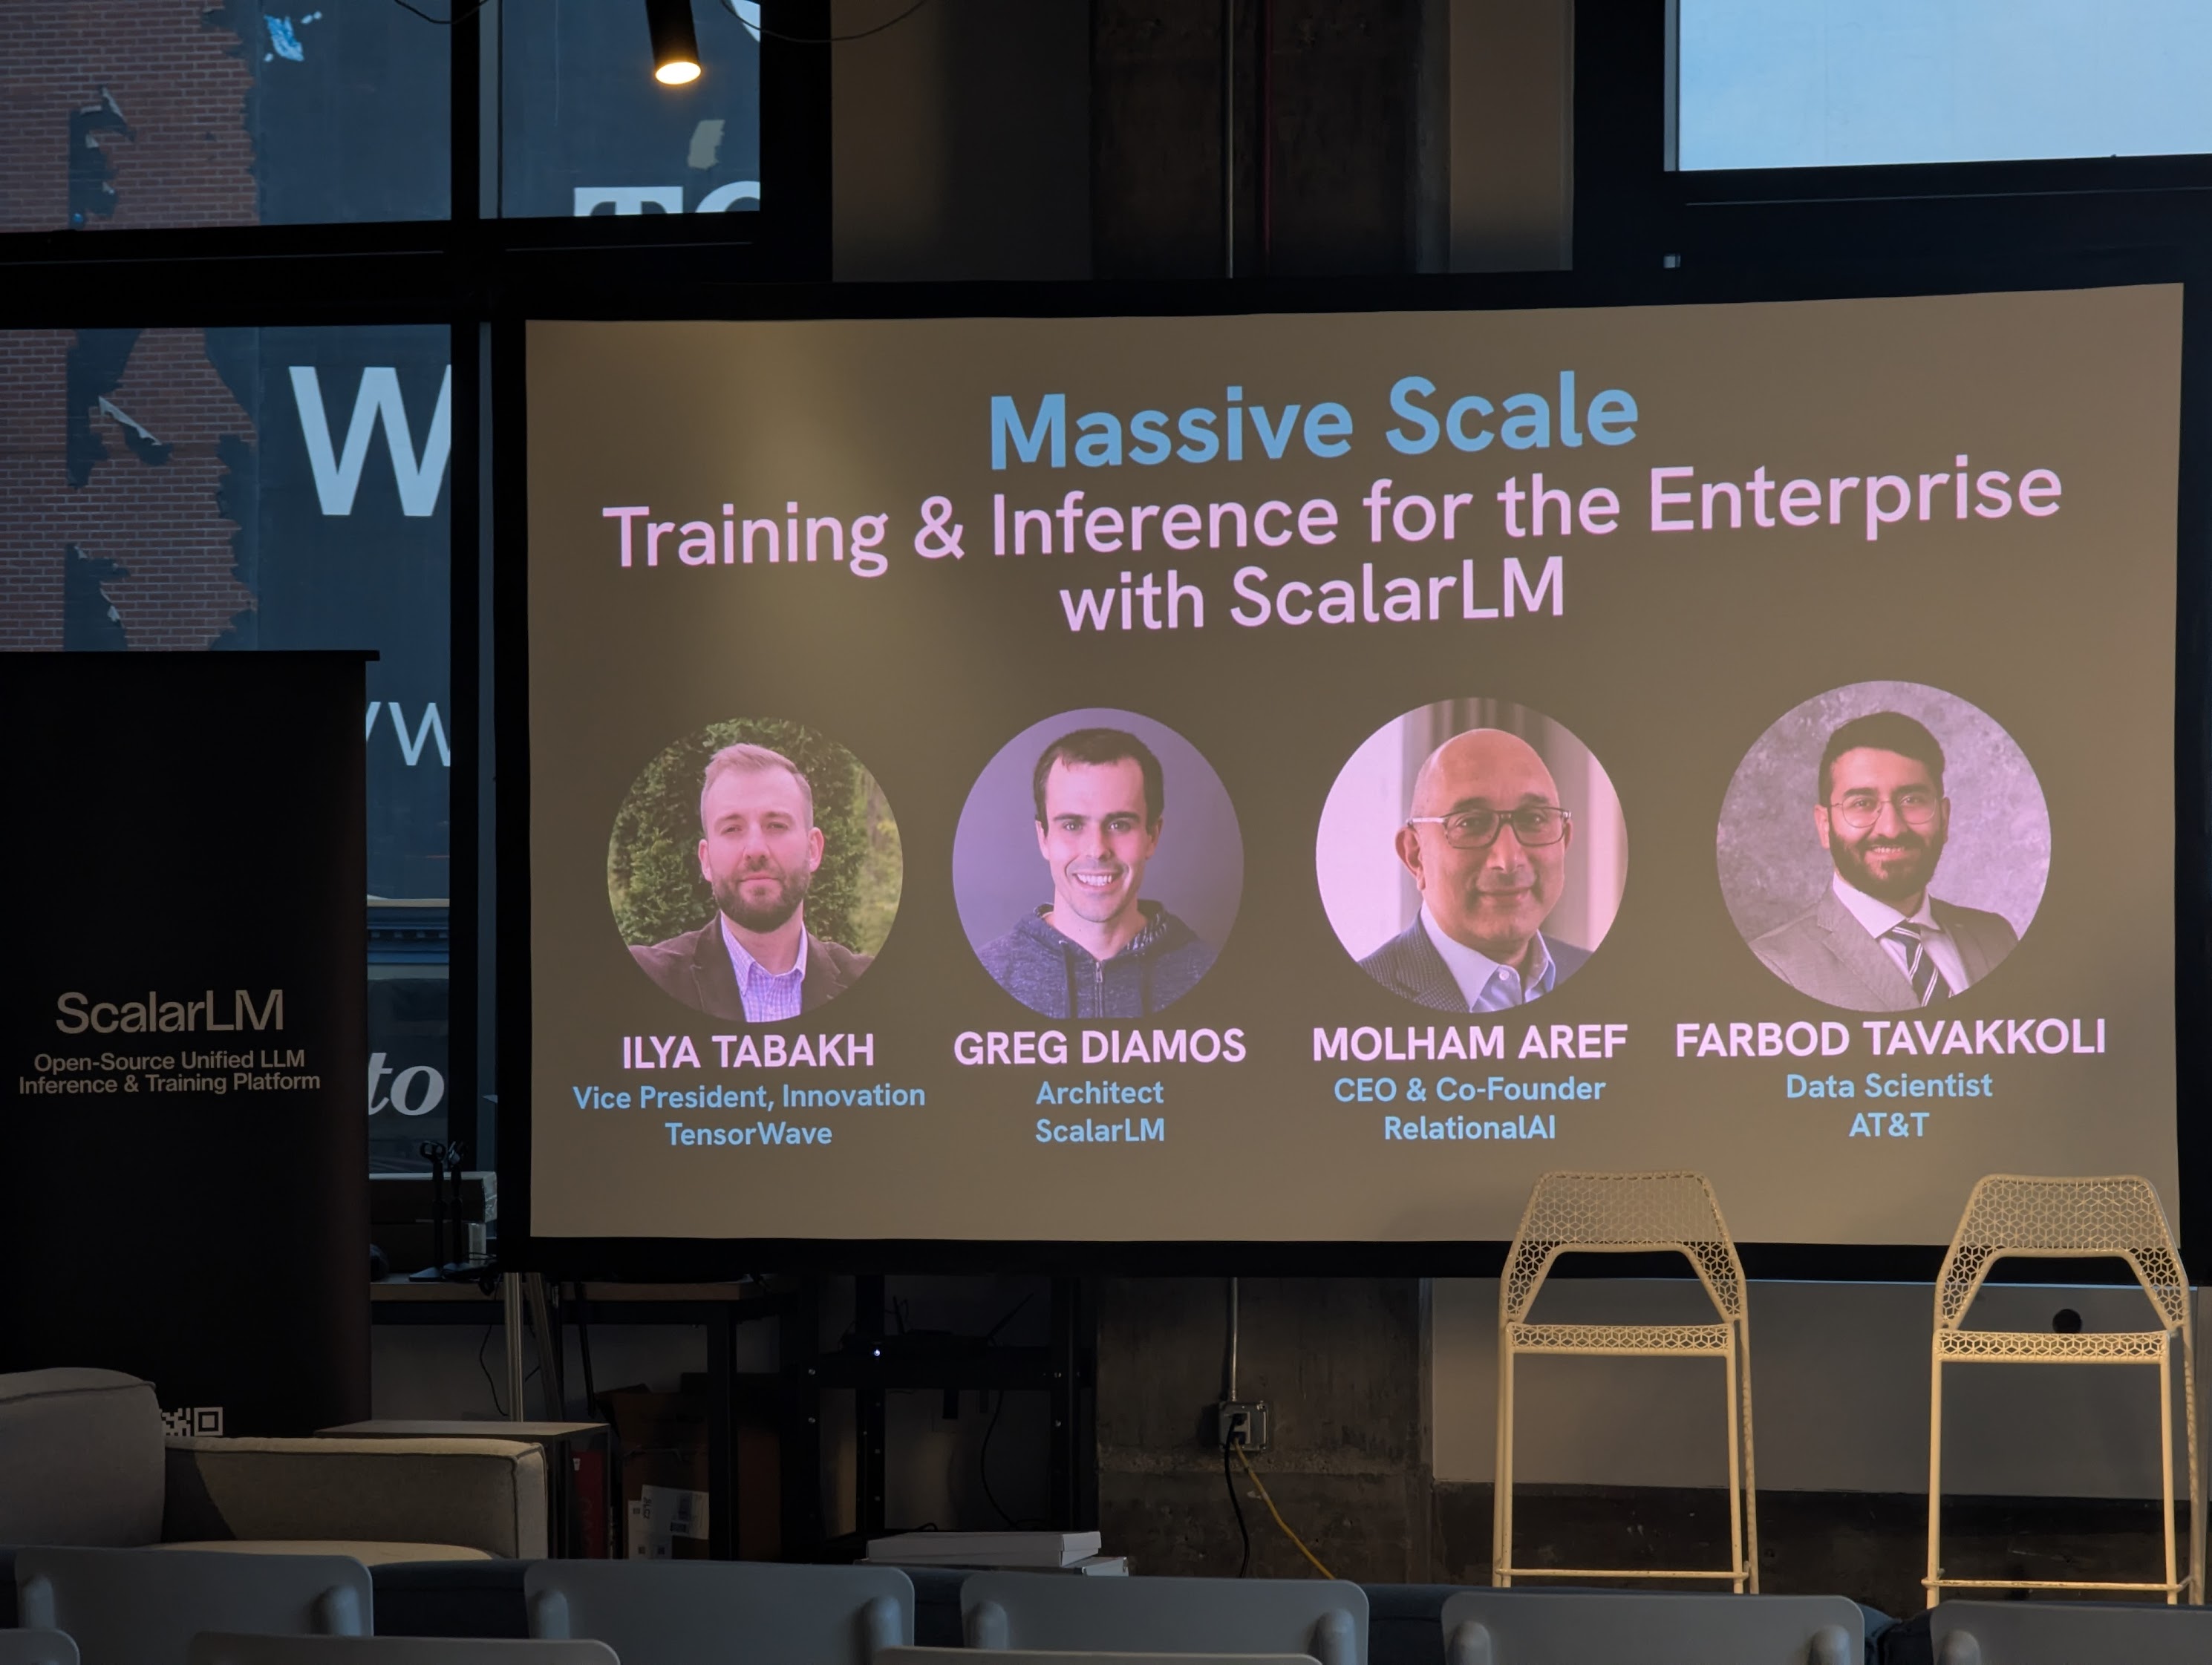 Massive Scale
Training & Inference for the Enterprise
with ScalarLM
ILYA TABAKH
Vice President, Innovation
TensorWave
GREG DIAMOS
Architect
ScalarLM
MOLHAM AREF
CEO & Co-Founder
RelationalAI
FARBOD TAVAKKOLI
Data Scientist
AT&T
ScalarLM
Open-Source Unified LLM
Inference & Training Platform
W
to